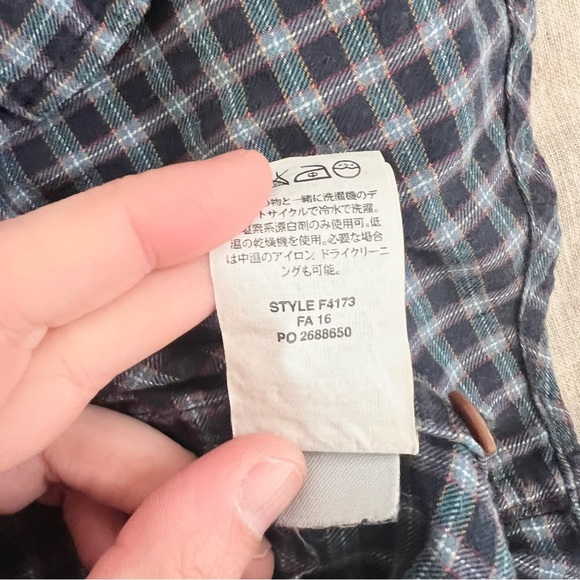 の物と一緒に洗濯機のデ
ートサイクルで冷水で洗濯。
塩素系漂白剤のみ使用可。低
温の乾燥機を使用。必要な場合
は中温のアイロン、ドライクリーニ
ングも可能。
STYLE F4173
FA 16
PO 2688650